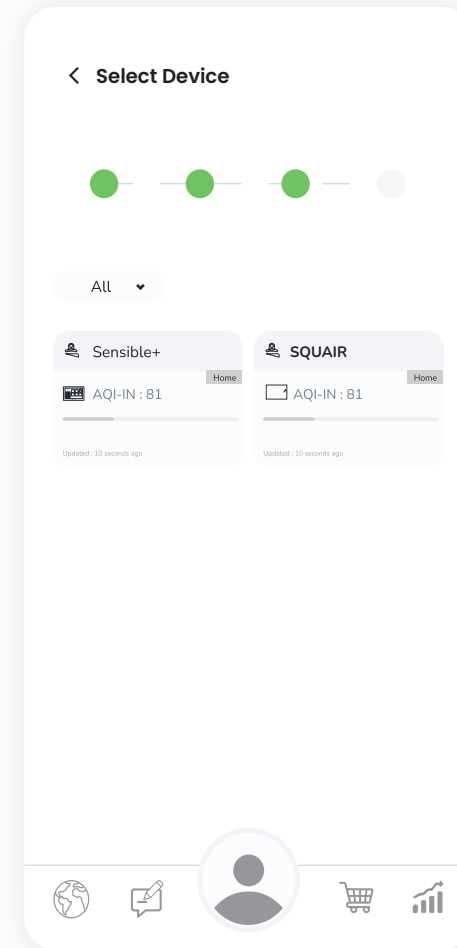 Select Device
All
Sensible+
SQUAIR
Home
Home
AQI-IN : 81
AQI-IN : 81
Updated : 10 seconds ago
Updated : 10 seconds ago